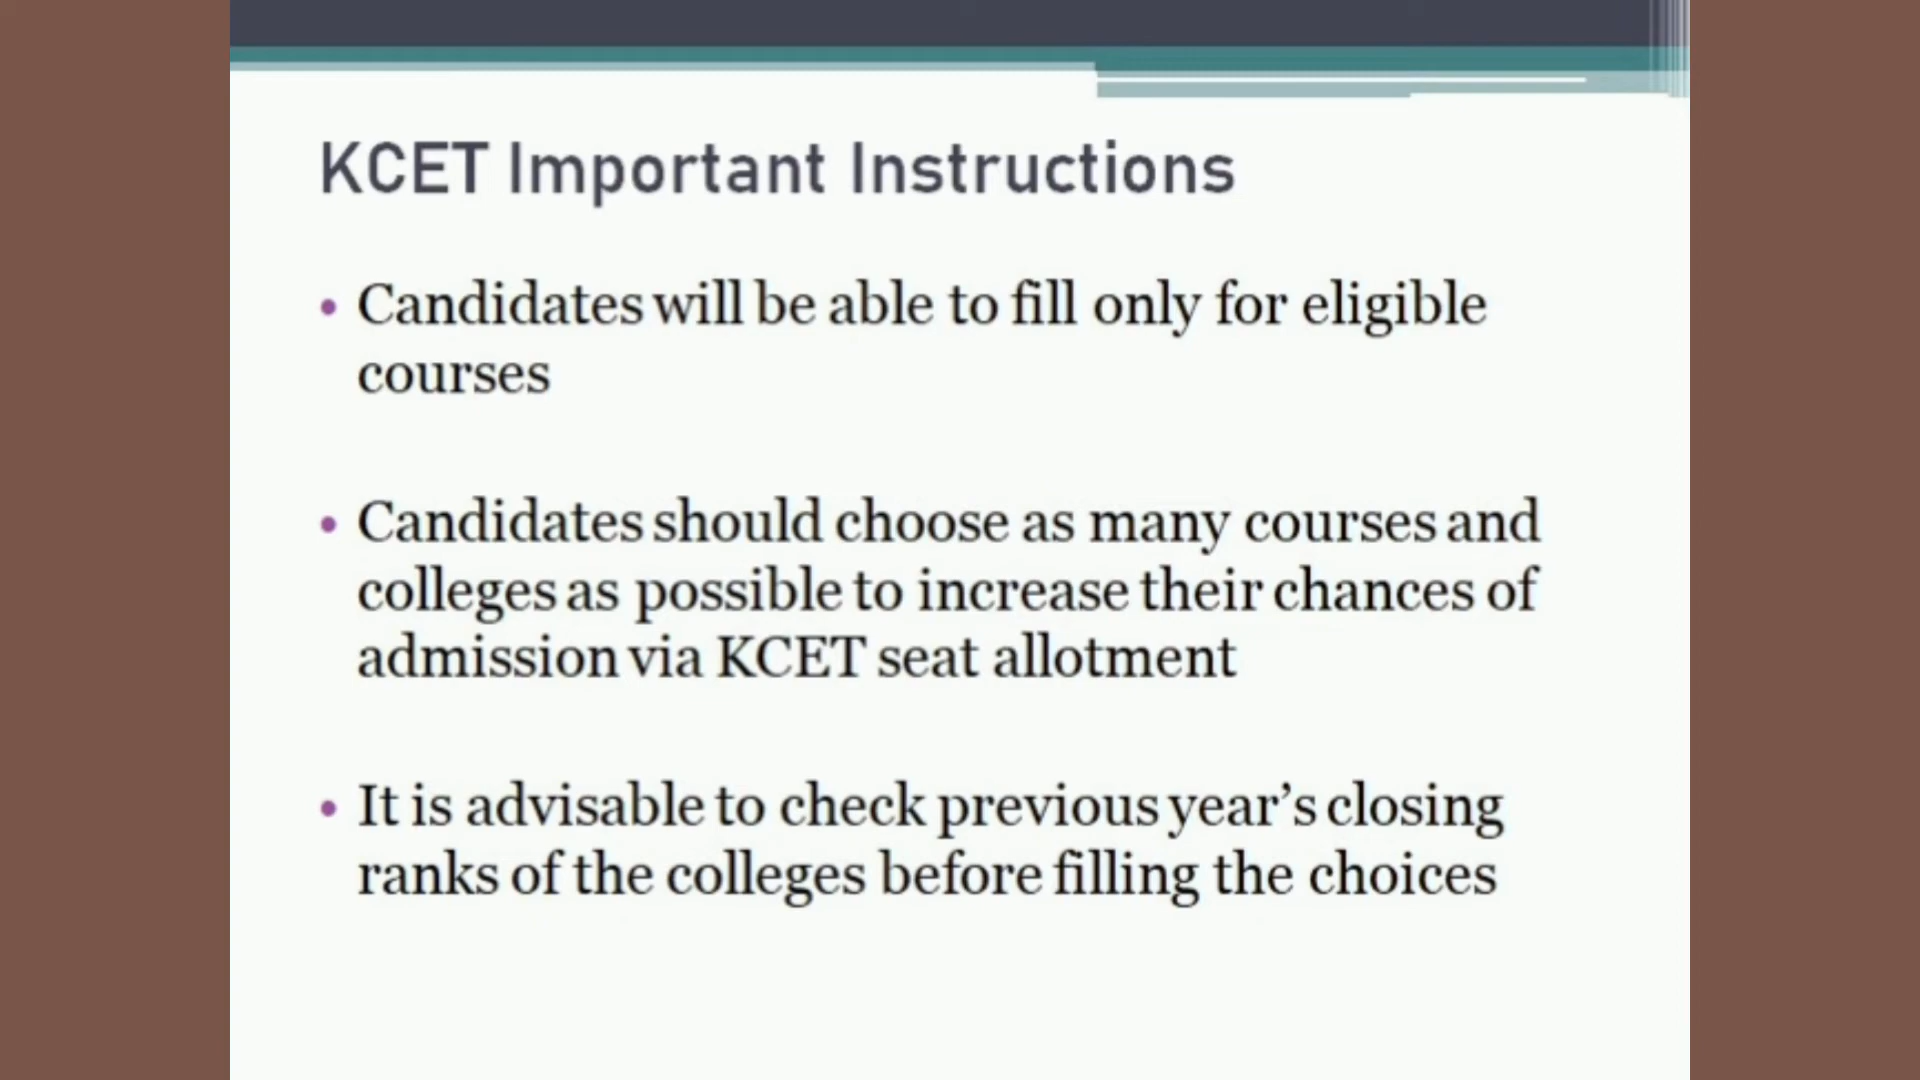 KCET Important Instructions
• Candidates will be able to fill only for eligible
courses
• Candidates should choose as many courses and
colleges as possible to increase their chances of
admission via KCET seat allotment
• It is advisable to check previous year’s closing
ranks of the colleges before filling the choices